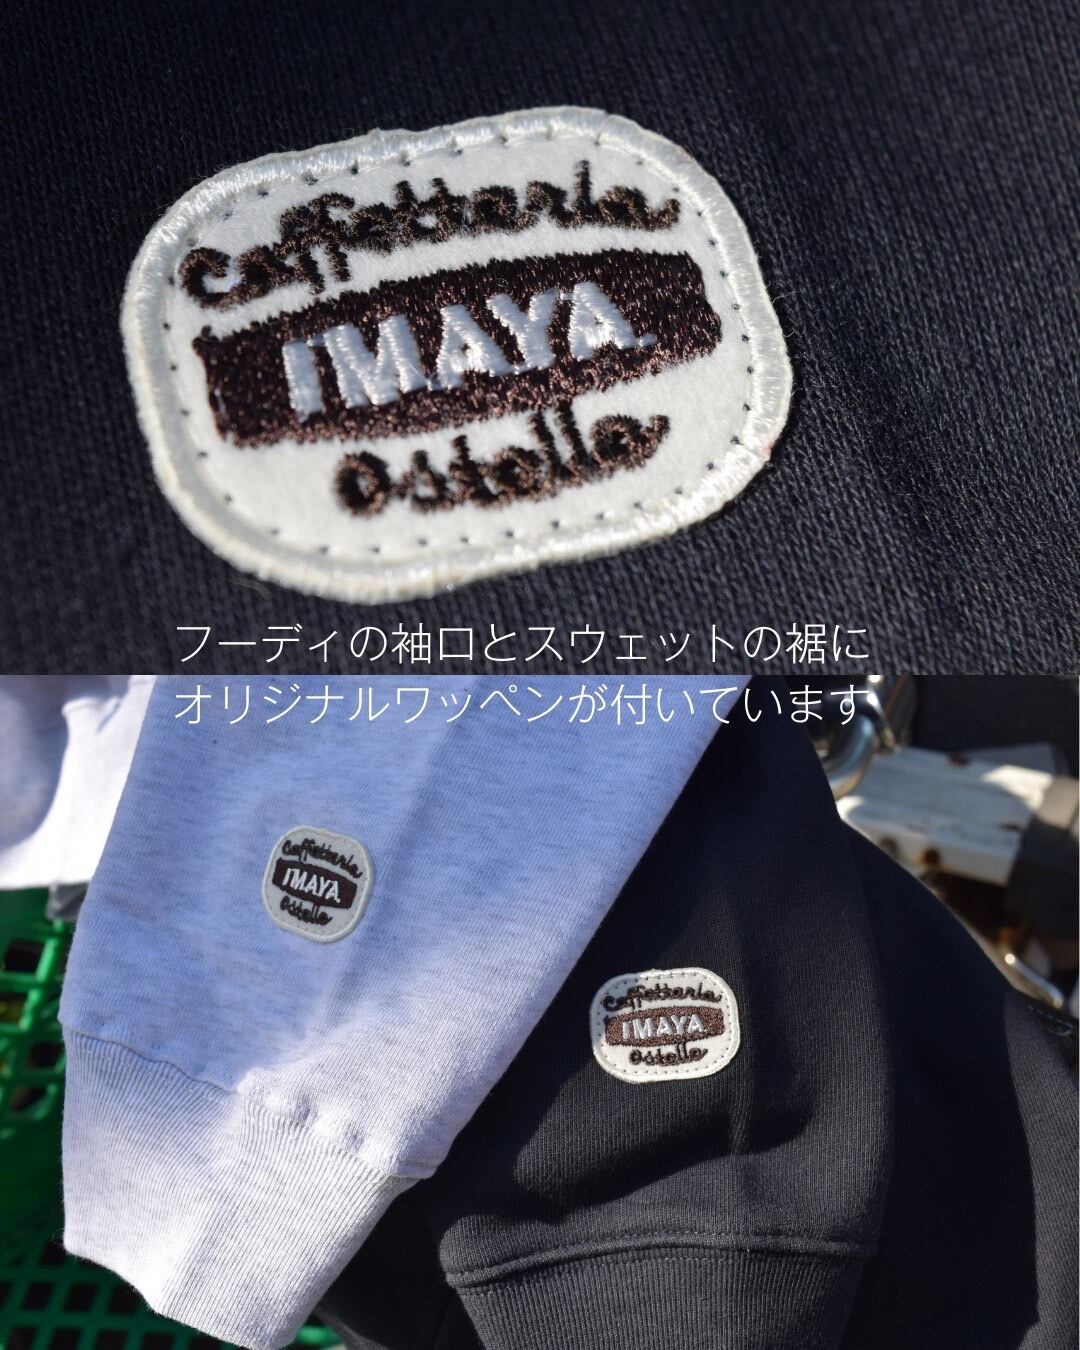 Caffetteria
IMAYA
Ostello
フーディの袖口とスウェットの裾に
オリジナルワッペンが付いています
Caffetteria
IMAYA
Ostello
Caffetteria
IMAYA
Ostello